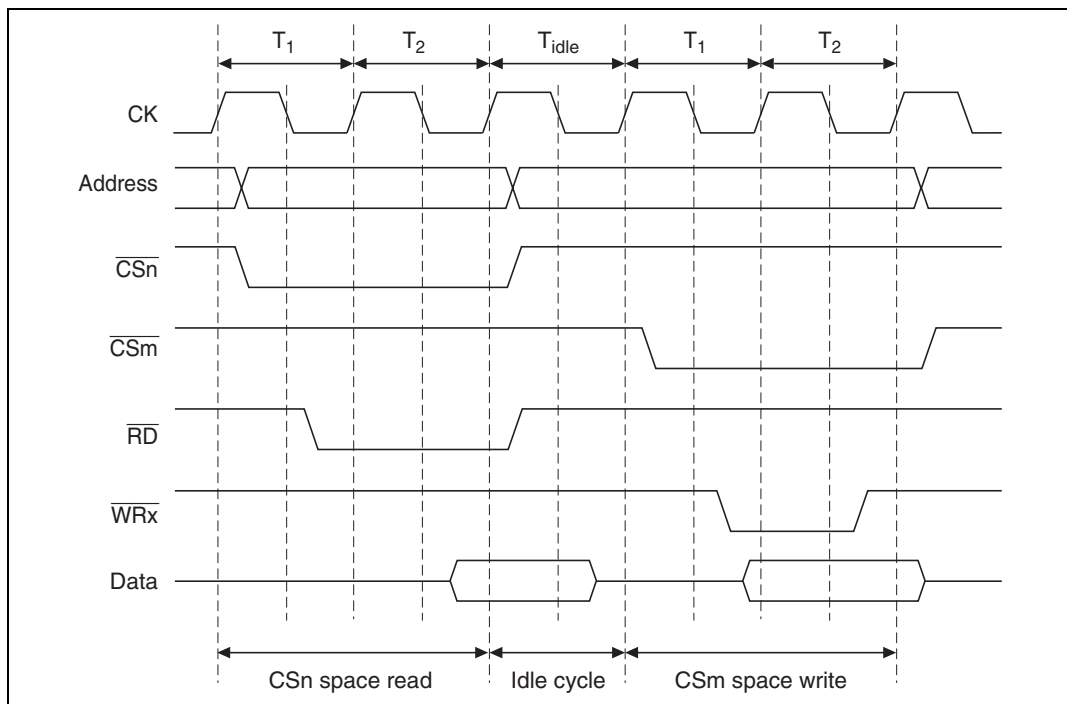 T1 T2 Tidle T1 T2
CK
Address
CSn
CSm
RD
WRx
Data
CSn space read Idle cycle CSm space write